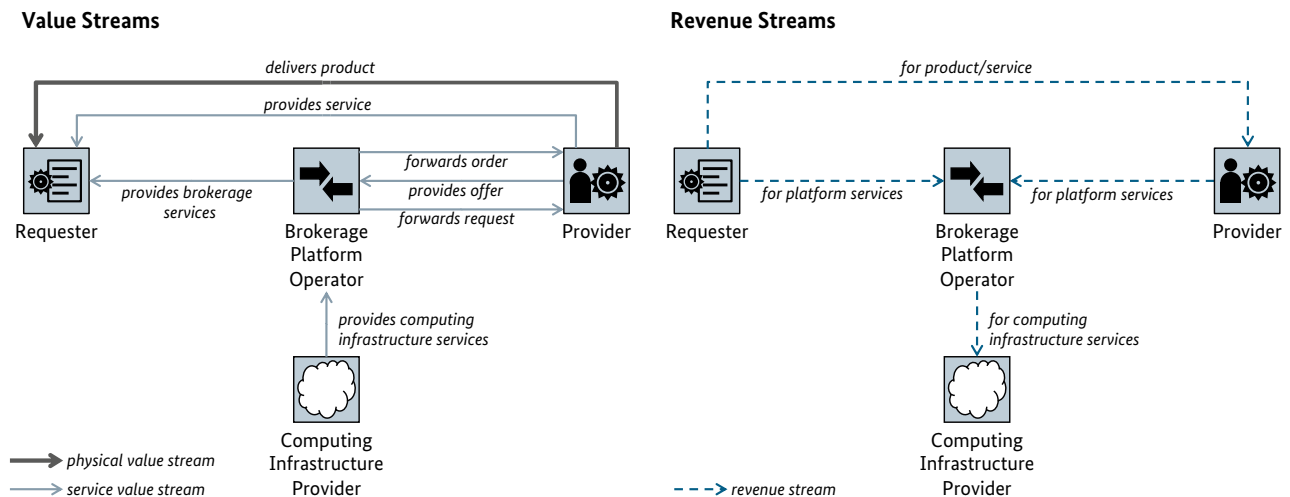 Value Streams
delivers product
provides service
forwards order
provides brokerage
services
provides offer
forwards request
Requester
Brokerage
Platform
Operator
Provider
provides computing
infrastructure services
Computing
Infrastructure
Provider
physical value stream
service value stream
Revenue Streams
for product/service
for platform services
for platform services
Requester
Brokerage
Platform
Operator
Provider
for computing
infrastructure services
Computing
Infrastructure
Provider
revenue stream